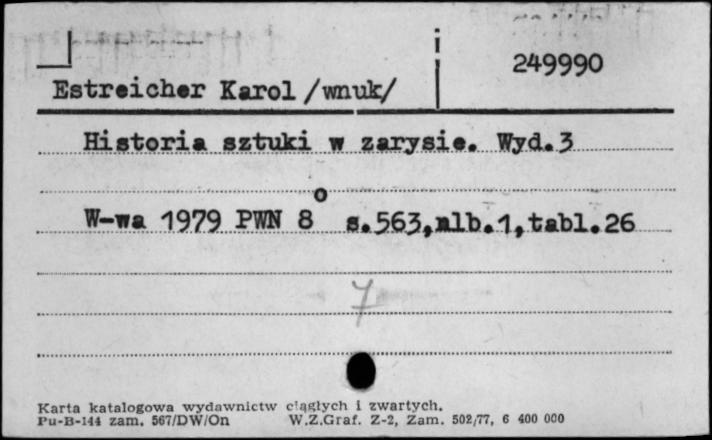 249990
Estreicher Karol /wnuk/
Historia sztuki w zarysie. Wyd.3
W-wa 1979 PWN 8° s.563,nlb.1,tabl.26
7
Karta katalogowa wydawnictw ciągłych i zwartych.
Pu-B-144 zam. 567/DW/On W.Z.Graf. Z-2, Zam. 502/77, 6 400 000